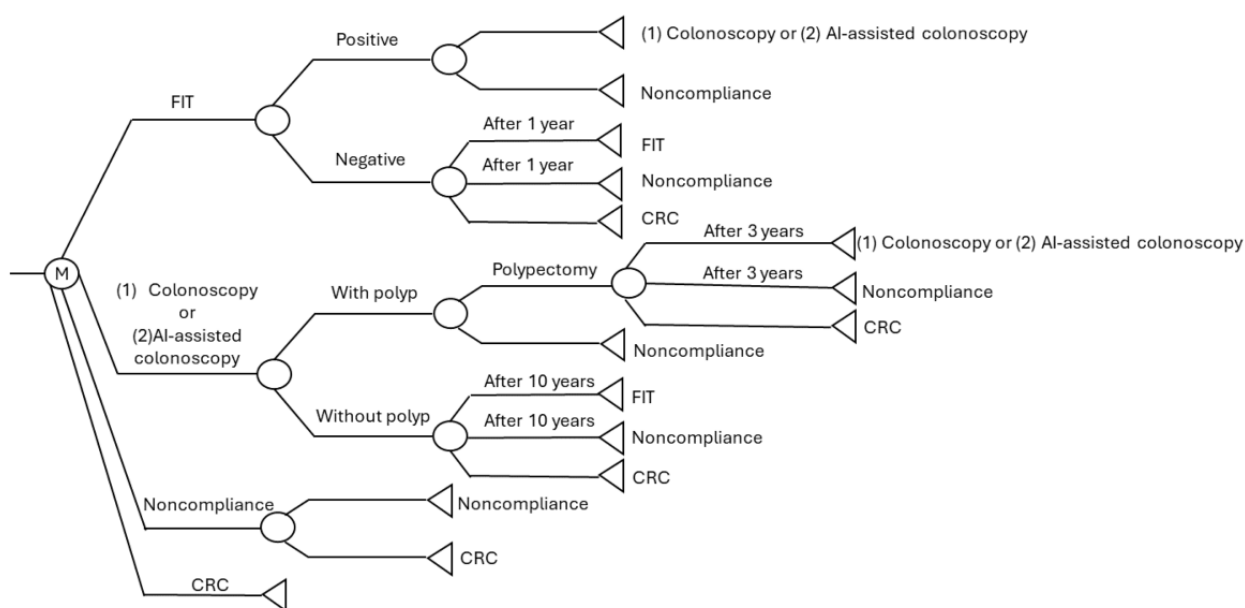 Positive
(1) Colonoscopy or (2) AI-assisted colonoscopy
Noncompliance
FIT
Negative
After 1 year
FIT
After 1 year
Noncompliance
CRC
M
(1) Colonoscopy
or
(2)AI-assisted
colonoscopy
With polyp
Polypectomy
After 3 years
(1) Colonoscopy or (2) AI-assisted colonoscopy
After 3 years
Noncompliance
CRC
Noncompliance
Without polyp
After 10 years
FIT
After 10 years
Noncompliance
CRC
Noncompliance
Noncompliance
CRC
CRC